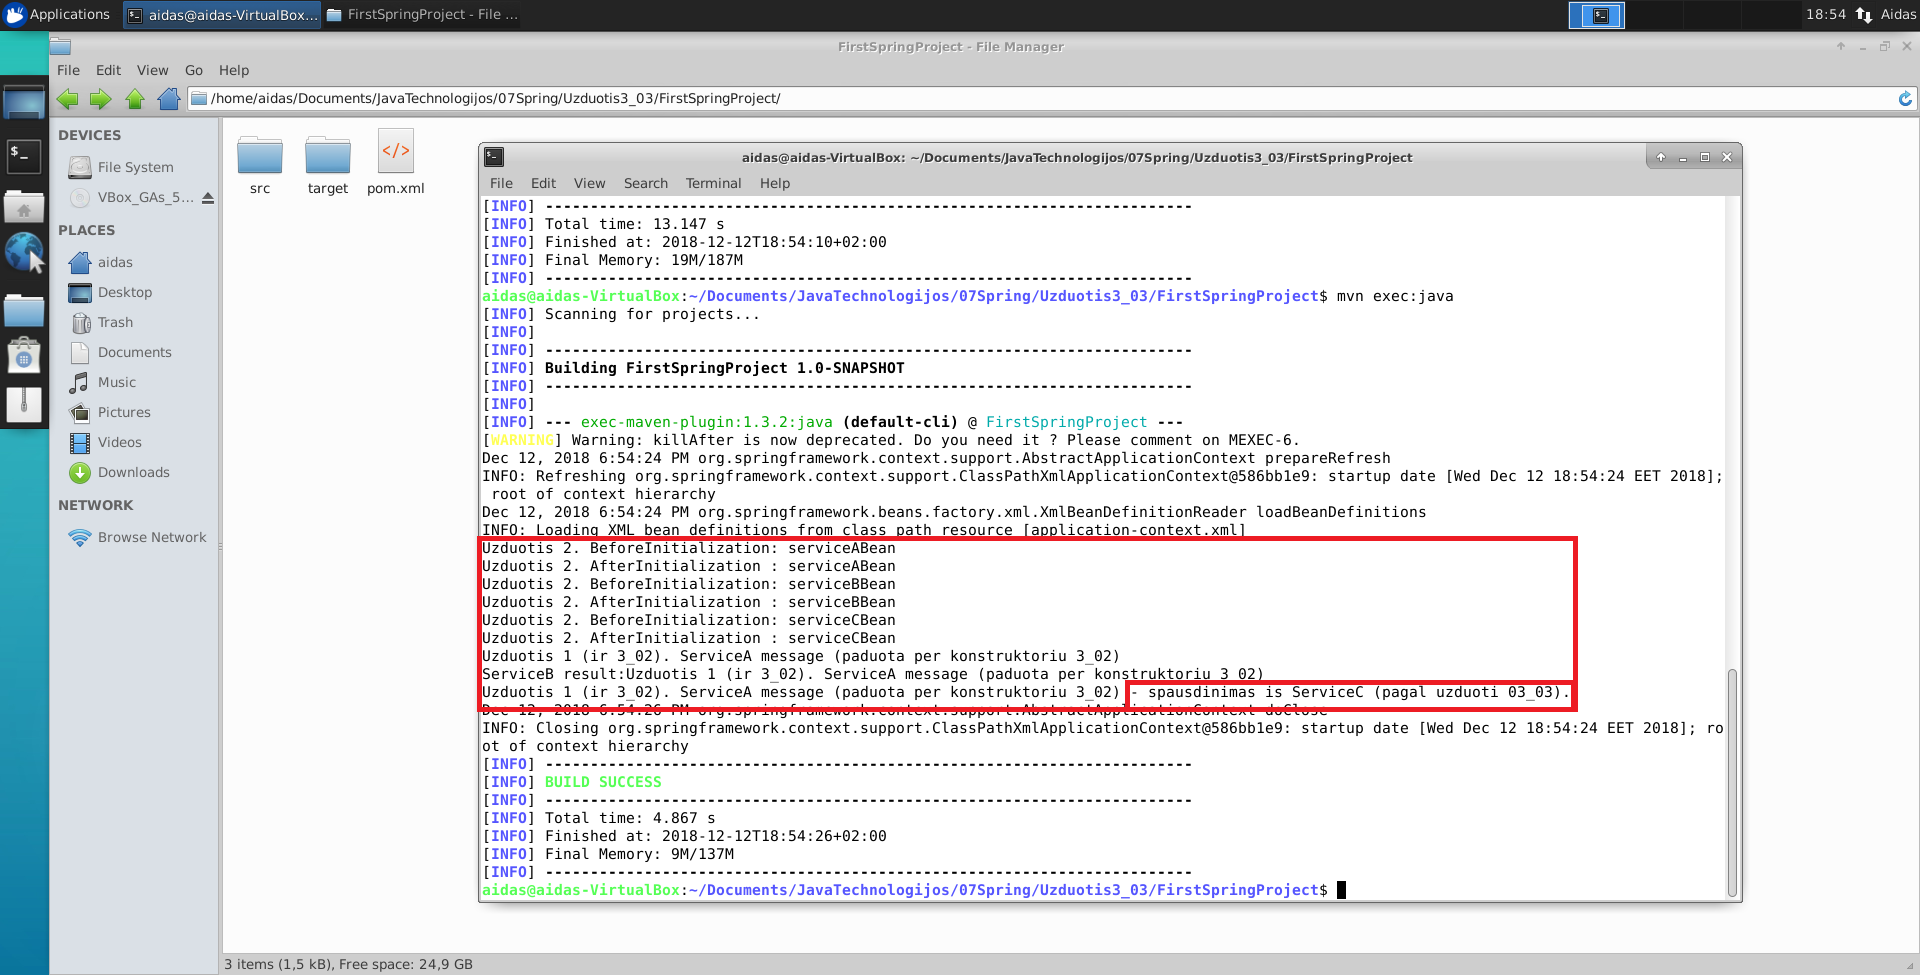 Applications
aidas@aidas-VirtualBox...
FirstSpringProject - File ...
18:54
Aidas
FirstSpringProject - File Manager
File Edit View Go Help
/home/aidas/Documents/JavaTechnologijos/07Spring/Uzduotis3_03/FirstSpringProject/
DEVICES
File System
VBox_GAs_5...
PLACES
aidas
Desktop
Trash
Documents
Music
Pictures
Videos
Downloads
NETWORK
Browse Network
src
target
pom.xml
aidas@aidas-VirtualBox: ~/Documents/JavaTechnologijos/07Spring/Uzduotis3_03/FirstSpringProject
File Edit View Search Terminal Help
[INFO] ------------------------------------------------------------------------
[INFO] Total time: 13.147 s
[INFO] Finished at: 2018-12-12T18:54:10+02:00
[INFO] Final Memory: 19M/187M
[INFO] ------------------------------------------------------------------------
aidas@aidas-VirtualBox:~/Documents/JavaTechnologijos/07Spring/Uzduotis3_03/FirstSpringProject$ mvn exec:java
[INFO] Scanning for projects...
[INFO]
[INFO] ------------------------------------------------------------------------
[INFO] Building FirstSpringProject 1.0-SNAPSHOT
[INFO] ------------------------------------------------------------------------
[INFO]
[INFO] --- exec-maven-plugin:1.3.2:java (default-cli) @ FirstSpringProject ---
[WARNING] Warning: killAfter is now deprecated. Do you need it ? Please comment on MEXEC-6.
Dec 12, 2018 6:54:24 PM org.springframework.context.support.AbstractApplicationContext prepareRefresh
INFO: Refreshing org.springframework.context.support.ClassPathXmlApplicationContext@586bb1e9: startup date [Wed Dec 12 18:54:24 EET 2018];
root of context hierarchy
Dec 12, 2018 6:54:24 PM org.springframework.beans.factory.xml.XmlBeanDefinitionReader loadBeanDefinitions
INFO: Loading XML bean definitions from class path resource [application-context.xml]
Uzduotis 2. BeforeInitialization: serviceABean
Uzduotis 2. AfterInitialization : serviceABean
Uzduotis 2. BeforeInitialization: serviceBBean
Uzduotis 2. AfterInitialization : serviceBBean
Uzduotis 2. BeforeInitialization: serviceCBean
Uzduotis 2. AfterInitialization : serviceCBean
Uzduotis 1 (ir 3_02). ServiceA message (paduota per konstruktoriu 3_02)
ServiceB result:Uzduotis 1 (ir 3_02). ServiceA message (paduota per konstruktoriu 3_02)
Uzduotis 1 (ir 3_02). ServiceA message (paduota per konstruktoriu 3_02) - spausdinimas is ServiceC (pagal uzduoti 03_03).
Dec 12, 2018 6:54:26 PM org.springframework.context.support.AbstractApplicationContext doClose
INFO: Closing org.springframework.context.support.ClassPathXmlApplicationContext@586bb1e9: startup date [Wed Dec 12 18:54:24 EET 2018]; ro
ot of context hierarchy
[INFO] ------------------------------------------------------------------------
[INFO] BUILD SUCCESS
[INFO] ------------------------------------------------------------------------
[INFO] Total time: 4.867 s
[INFO] Finished at: 2018-12-12T18:54:26+02:00
[INFO] Final Memory: 9M/137M
[INFO] ------------------------------------------------------------------------
aidas@aidas-VirtualBox:~/Documents/JavaTechnologijos/07Spring/Uzduotis3_03/FirstSpringProject$
3 items (1,5 kB), Free space: 24,9 GB